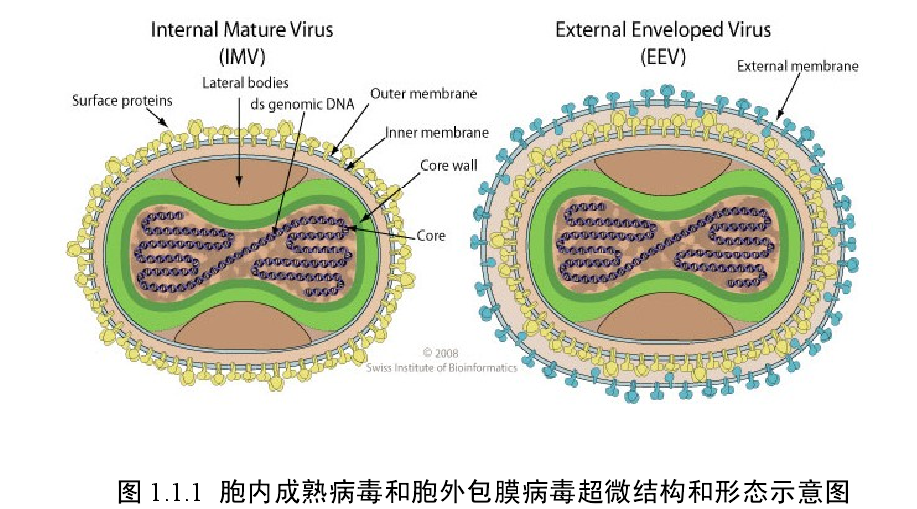 Internal Mature Virus
(IMV)
External Enveloped Virus
(EEV)
Lateral bodies
Surface proteins
ds genomic DNA
Outer membrane
Inner membrane
Core wall
Core
External membrane
© 2008
Swiss Institute of Bioinformatics
图 1.1.1 胞内成熟病毒和胞外包膜病毒超微结构和形态示意图